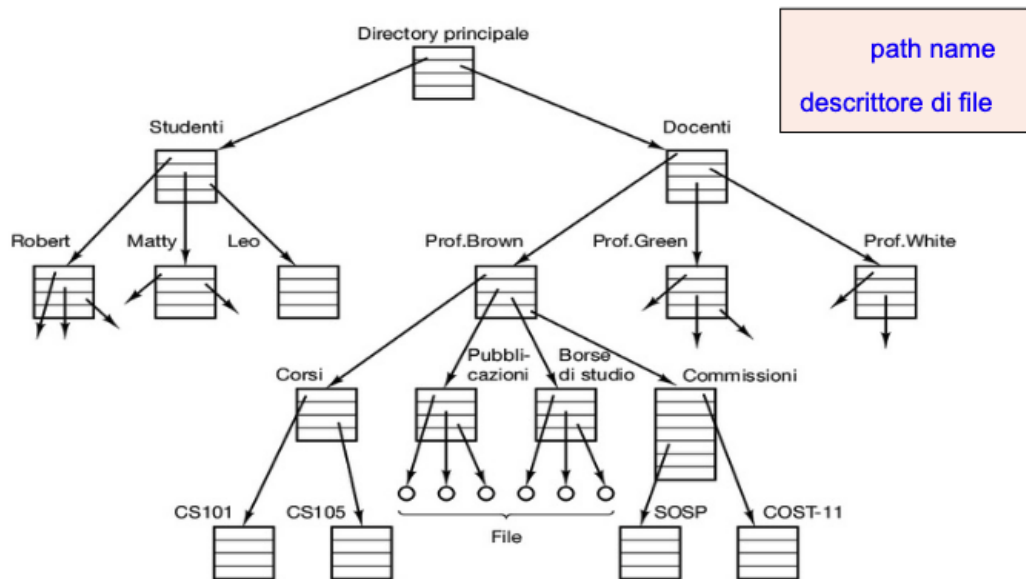 Directory principale
path name
descrittore di file
Studenti
Docenti
Robert
Matty
Leo
Prof.Brown
Prof.Green
Prof.White
Corsi
Pubbli-
cazioni
Borse
di studio
Commissioni
CS101
CS105
File
SOSP
COST-11